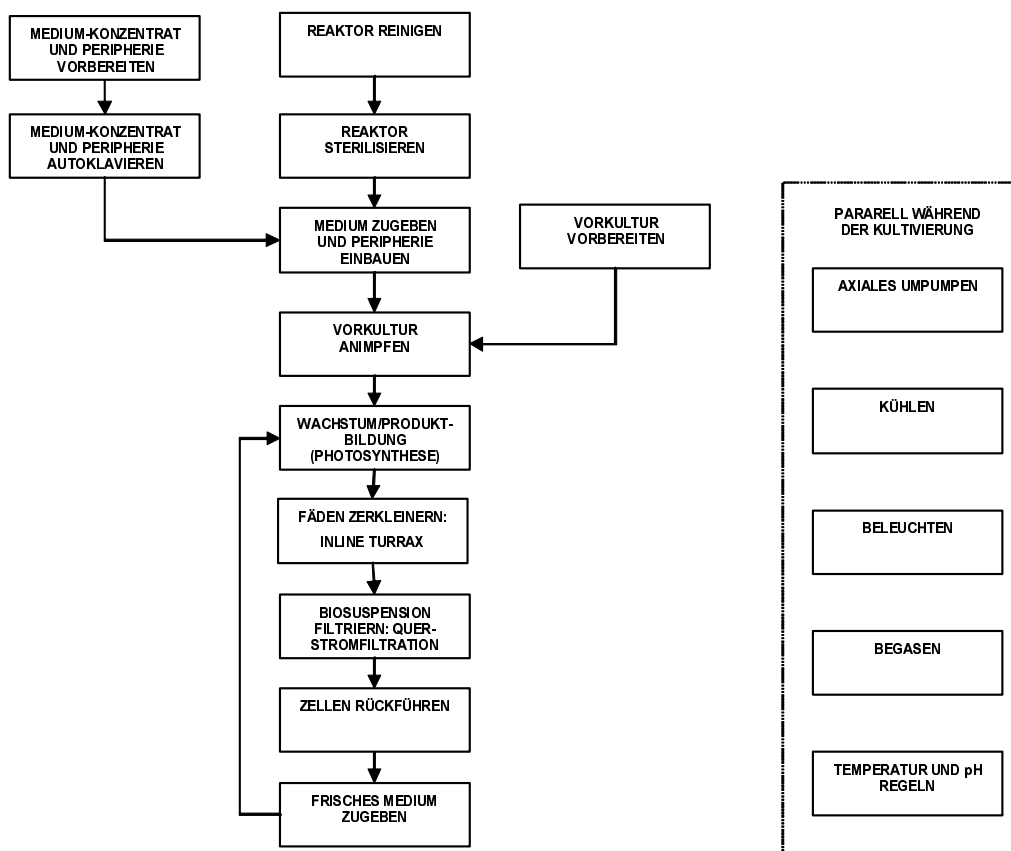 MEDIUM-KONZENTRAT
UND PERIPHERIE
VORBEREITEN
REAKTOR REINIGEN
MEDIUM-KONZENTRAT
UND PERIPHERIE
AUTOKLAVIEREN
REAKTOR
STERILISIEREN
MEDIUM ZUGEBEN
UND PERIPHERIE
EINBAUEN
VORKULTUR
VORBEREITEN
VORKULTUR
ANIMPFEN
WACHSTUM/PRODUKT-
BILDUNG
(PHOTOSYNTHESE)
FÄDEN ZERKLEINERN:
INLINE TURRAX
BIOSUSPENSION
FILTRIERN: QUER-
STROMFILTRATION
ZELLEN RÜCKFÜHREN
FRISCHES MEDIUM
ZUGEBEN
PARARELL WÄHREND
DER KULTIVIERUNG
AXIALES UMPUMPEN
KÜHLEN
BELEUCHTEN
BEGASEN
TEMPERATUR UND pH
REGELN